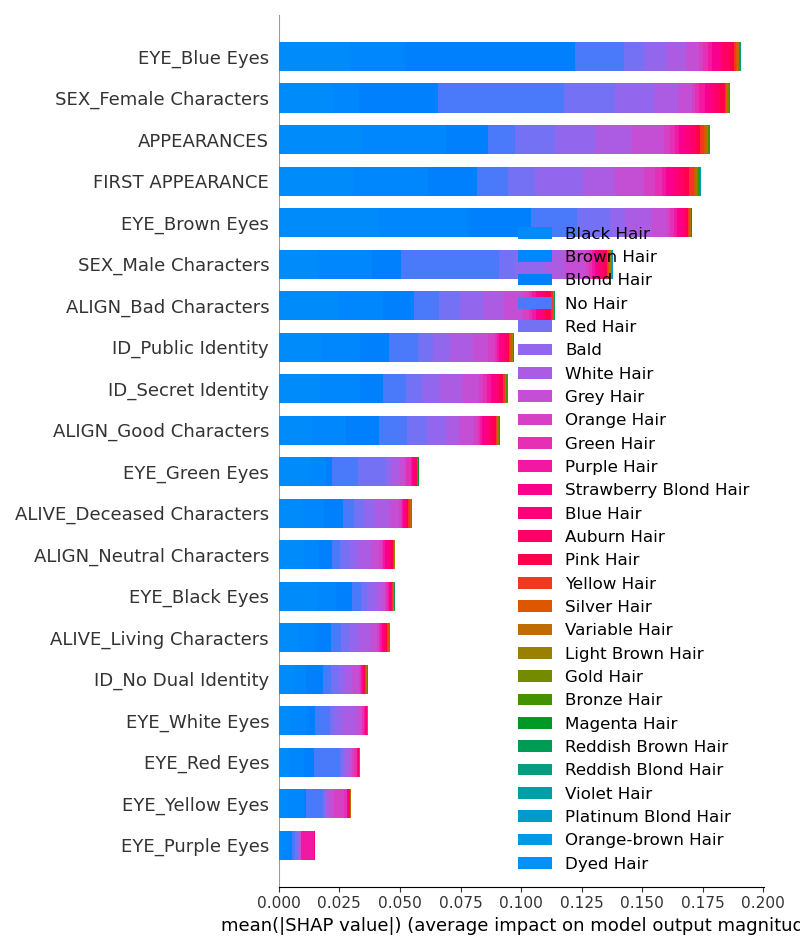 EYE_Blue Eyes
SEX_Female Characters
APPEARANCES
FIRST APPEARANCE
EYE_Brown Eyes
SEX_Male Characters
ALIGN_Bad Characters
ID_Public Identity
ID_Secret Identity
ALIGN_Good Characters
EYE_Green Eyes
ALIVE_Deceased Characters
ALIGN_Neutral Characters
EYE_Black Eyes
ALIVE_Living Characters
ID_No Dual Identity
EYE_White Eyes
EYE_Red Eyes
EYE_Yellow Eyes
EYE_Purple Eyes
Black Hair
Brown Hair
Blond Hair
No Hair
Red Hair
Bald
White Hair
Grey Hair
Orange Hair
Green Hair
Purple Hair
Strawberry Blond Hair
Blue Hair
Auburn Hair
Pink Hair
Yellow Hair
Silver Hair
Variable Hair
Light Brown Hair
Gold Hair
Bronze Hair
Magenta Hair
Reddish Brown Hair
Reddish Blond Hair
Violet Hair
Platinum Blond Hair
Orange-brown Hair
Dyed Hair
0.000 0.025 0.050 0.075 0.100 0.125 0.150 0.175 0.200
mean(|SHAP value|) (average impact on model output magnitud